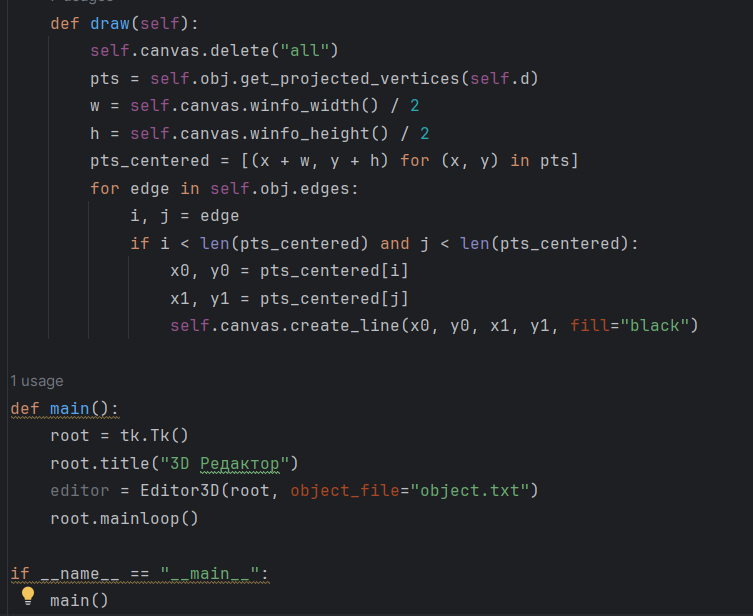 def draw(self):
    self.canvas.delete("all")
    pts = self.obj.get_projected_vertices(self.d)
    w = self.canvas.winfo_width() / 2
    h = self.canvas.winfo_height() / 2
    pts_centered = [(x + w, y + h) for (x, y) in pts]
    for edge in self.obj.edges:
        i, j = edge
        if i < len(pts_centered) and j < len(pts_centered):
            x0, y0 = pts_centered[i]
            x1, y1 = pts_centered[j]
            self.canvas.create_line(x0, y0, x1, y1, fill="black")
1 usage
def main():
    root = tk.Tk()
    root.title("3D Редактор")
    editor = Editor3D(root, object_file="object.txt")
    root.mainloop()
if __name__ == "__main__":
    main()